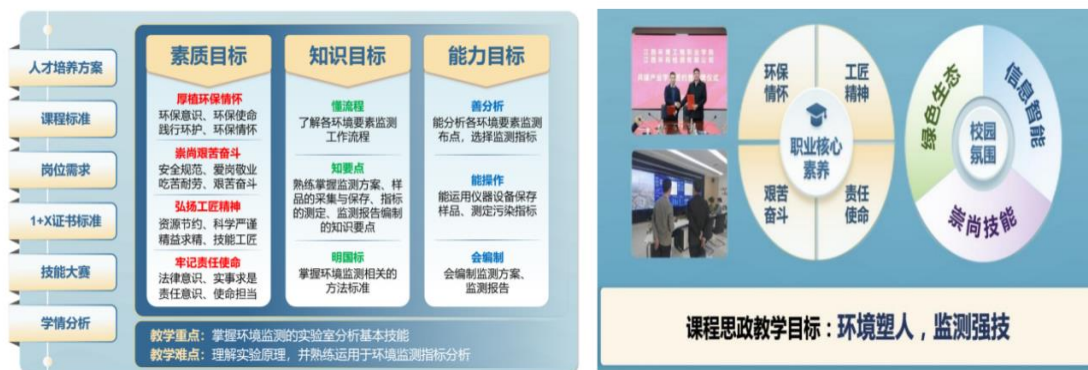 人才培养方案
课程标准
岗位需求
1+X证书标准
技能大赛
学情分析
素质目标
厚植环保情怀
环保意识、环保使命
践行环护、环保情怀
崇尚艰苦奋斗
安全规范、爱岗敬业
吃苦耐劳、艰苦奋斗
弘扬工匠精神
资源节约、科学严谨
精益求精、技能工匠
牢记责任使命
法律意识、实事求是
责任意识、使命担当
知识目标
懂流程
了解各环境要素监测
工作流程
知要点
熟练掌握监测方案、样
品的采集与保存、指标
的测定、监测报告编制
的知识要点
明国标
掌握环境监测相关的
方法标准
能力目标
善分析
能分析各环境要素监测
布点，选择监测指标
能操作
能运用仪器设备保存
样品、测定污染指标
会编制
会编制监测方案、
监测报告
教学重点：掌握环境监测的实验室分析基本技能
教学难点：理解实验原理，并熟练运用于环境监测指标分析
环保
情怀
工匠
精神
职业核心
素养
艰苦
奋斗
责任
使命
绿色生态
信息智能
校园
氛围
崇尚技能
课程思政教学目标：环境塑人，监测强技